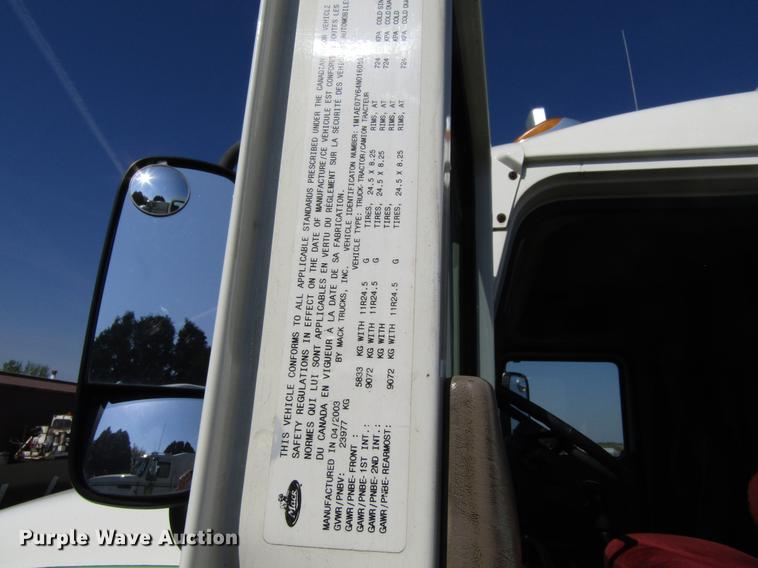 THIS VEHICLE CONFORMS TO ALL APPLICABLE STANDARDS PRESCRIBED UNDER THE CANADIAN VEHICLE
SAFETY REGULATIONS IN EFFECT ON THE DATE OF MANUFACTURE/CE VEHICULE EST CONFORME TOUTES LES
NORMES QUI LUI SONT APPLICABLES EN VERTU DU RÈGLEMENT SUR LA SECURITÉ DES VEHICULES AUTOMOBILES
DU CANADA EN VIGUEUR À LA DATE DE SA FABRICATION.
MANUFACTURED IN 04/2003 BY MACK TRUCKS, INC. VEHICLE IDENTIFICATON NUMBER:
GVWR/PNBV: 23977 KG VEHICLE TYPE: TRUCK-TRACTOR/CAMION TRACTEUR
GAWR/PNBE-FRONT : 5833 KG WITH 11R24.5 G TIRES, 24.5 X 8.25 RIMS, AT 724 KPA COLD
GAWR/PNBE-1ST INT.: 9072 KG WITH 11R24.5 G TIRES, 24.5 X 8.25 RIMS, AT 724 KPA COLD
GAWR/PNBE-2ND INT.: KG WITH TIRES, RIMS, AT KPA COLD
GAWR/PNBE-REARMOST: 9072 KG WITH 11R24.5 G TIRES, 24.5 X 8.25 RIMS, AT 724 KPA COLD
MACK
Purple Wave Auction